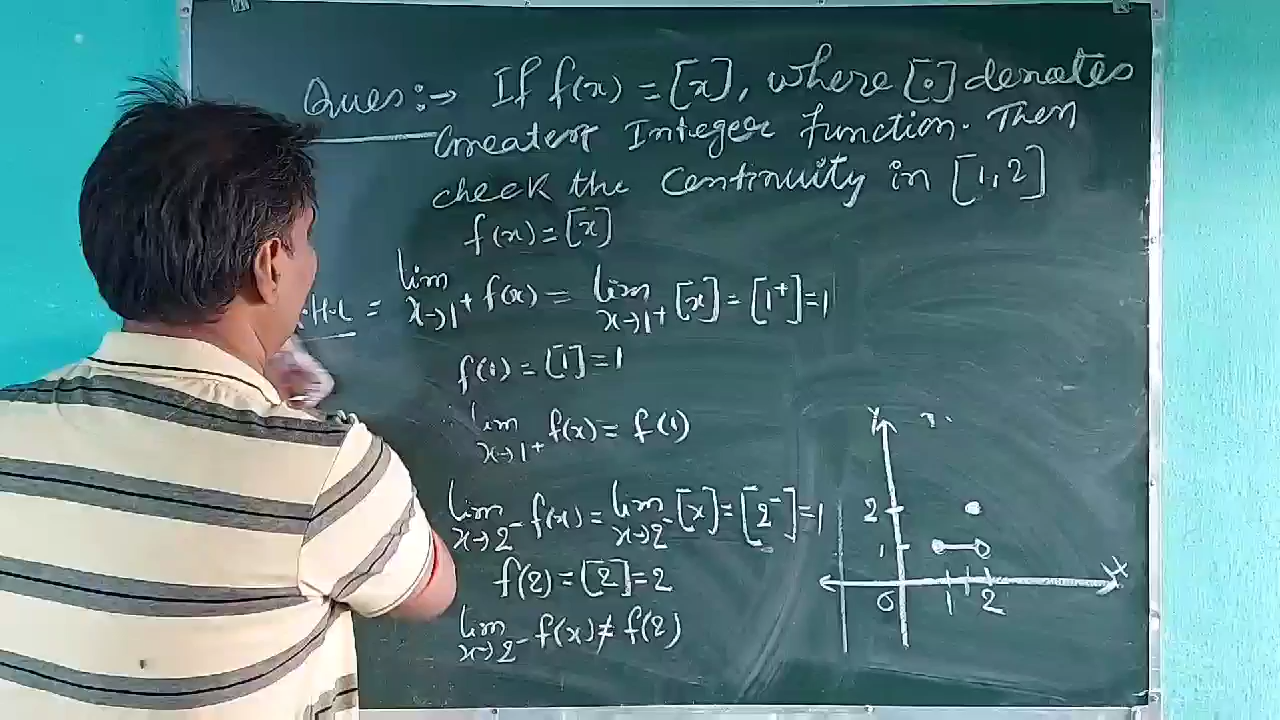 Ques :→ If f(x) = [x], where [.] denotes
Greatest Integer function. Then
check the Continuity in [1,2]
f(x) = [x]
.H.L = lim x→1⁺ f(x) = lim x→1⁺ [x] = [1⁺] = 1
f(1) = [1] = 1
lim x→1⁺ f(x) = f(1)
lim x→2⁻ f(x) = lim x→2⁻ [x] = [2⁻] = 1
f(2) = [2] = 2
lim x→2⁻ f(x) ≠ f(2)
Y
2
1
X
0 1 2